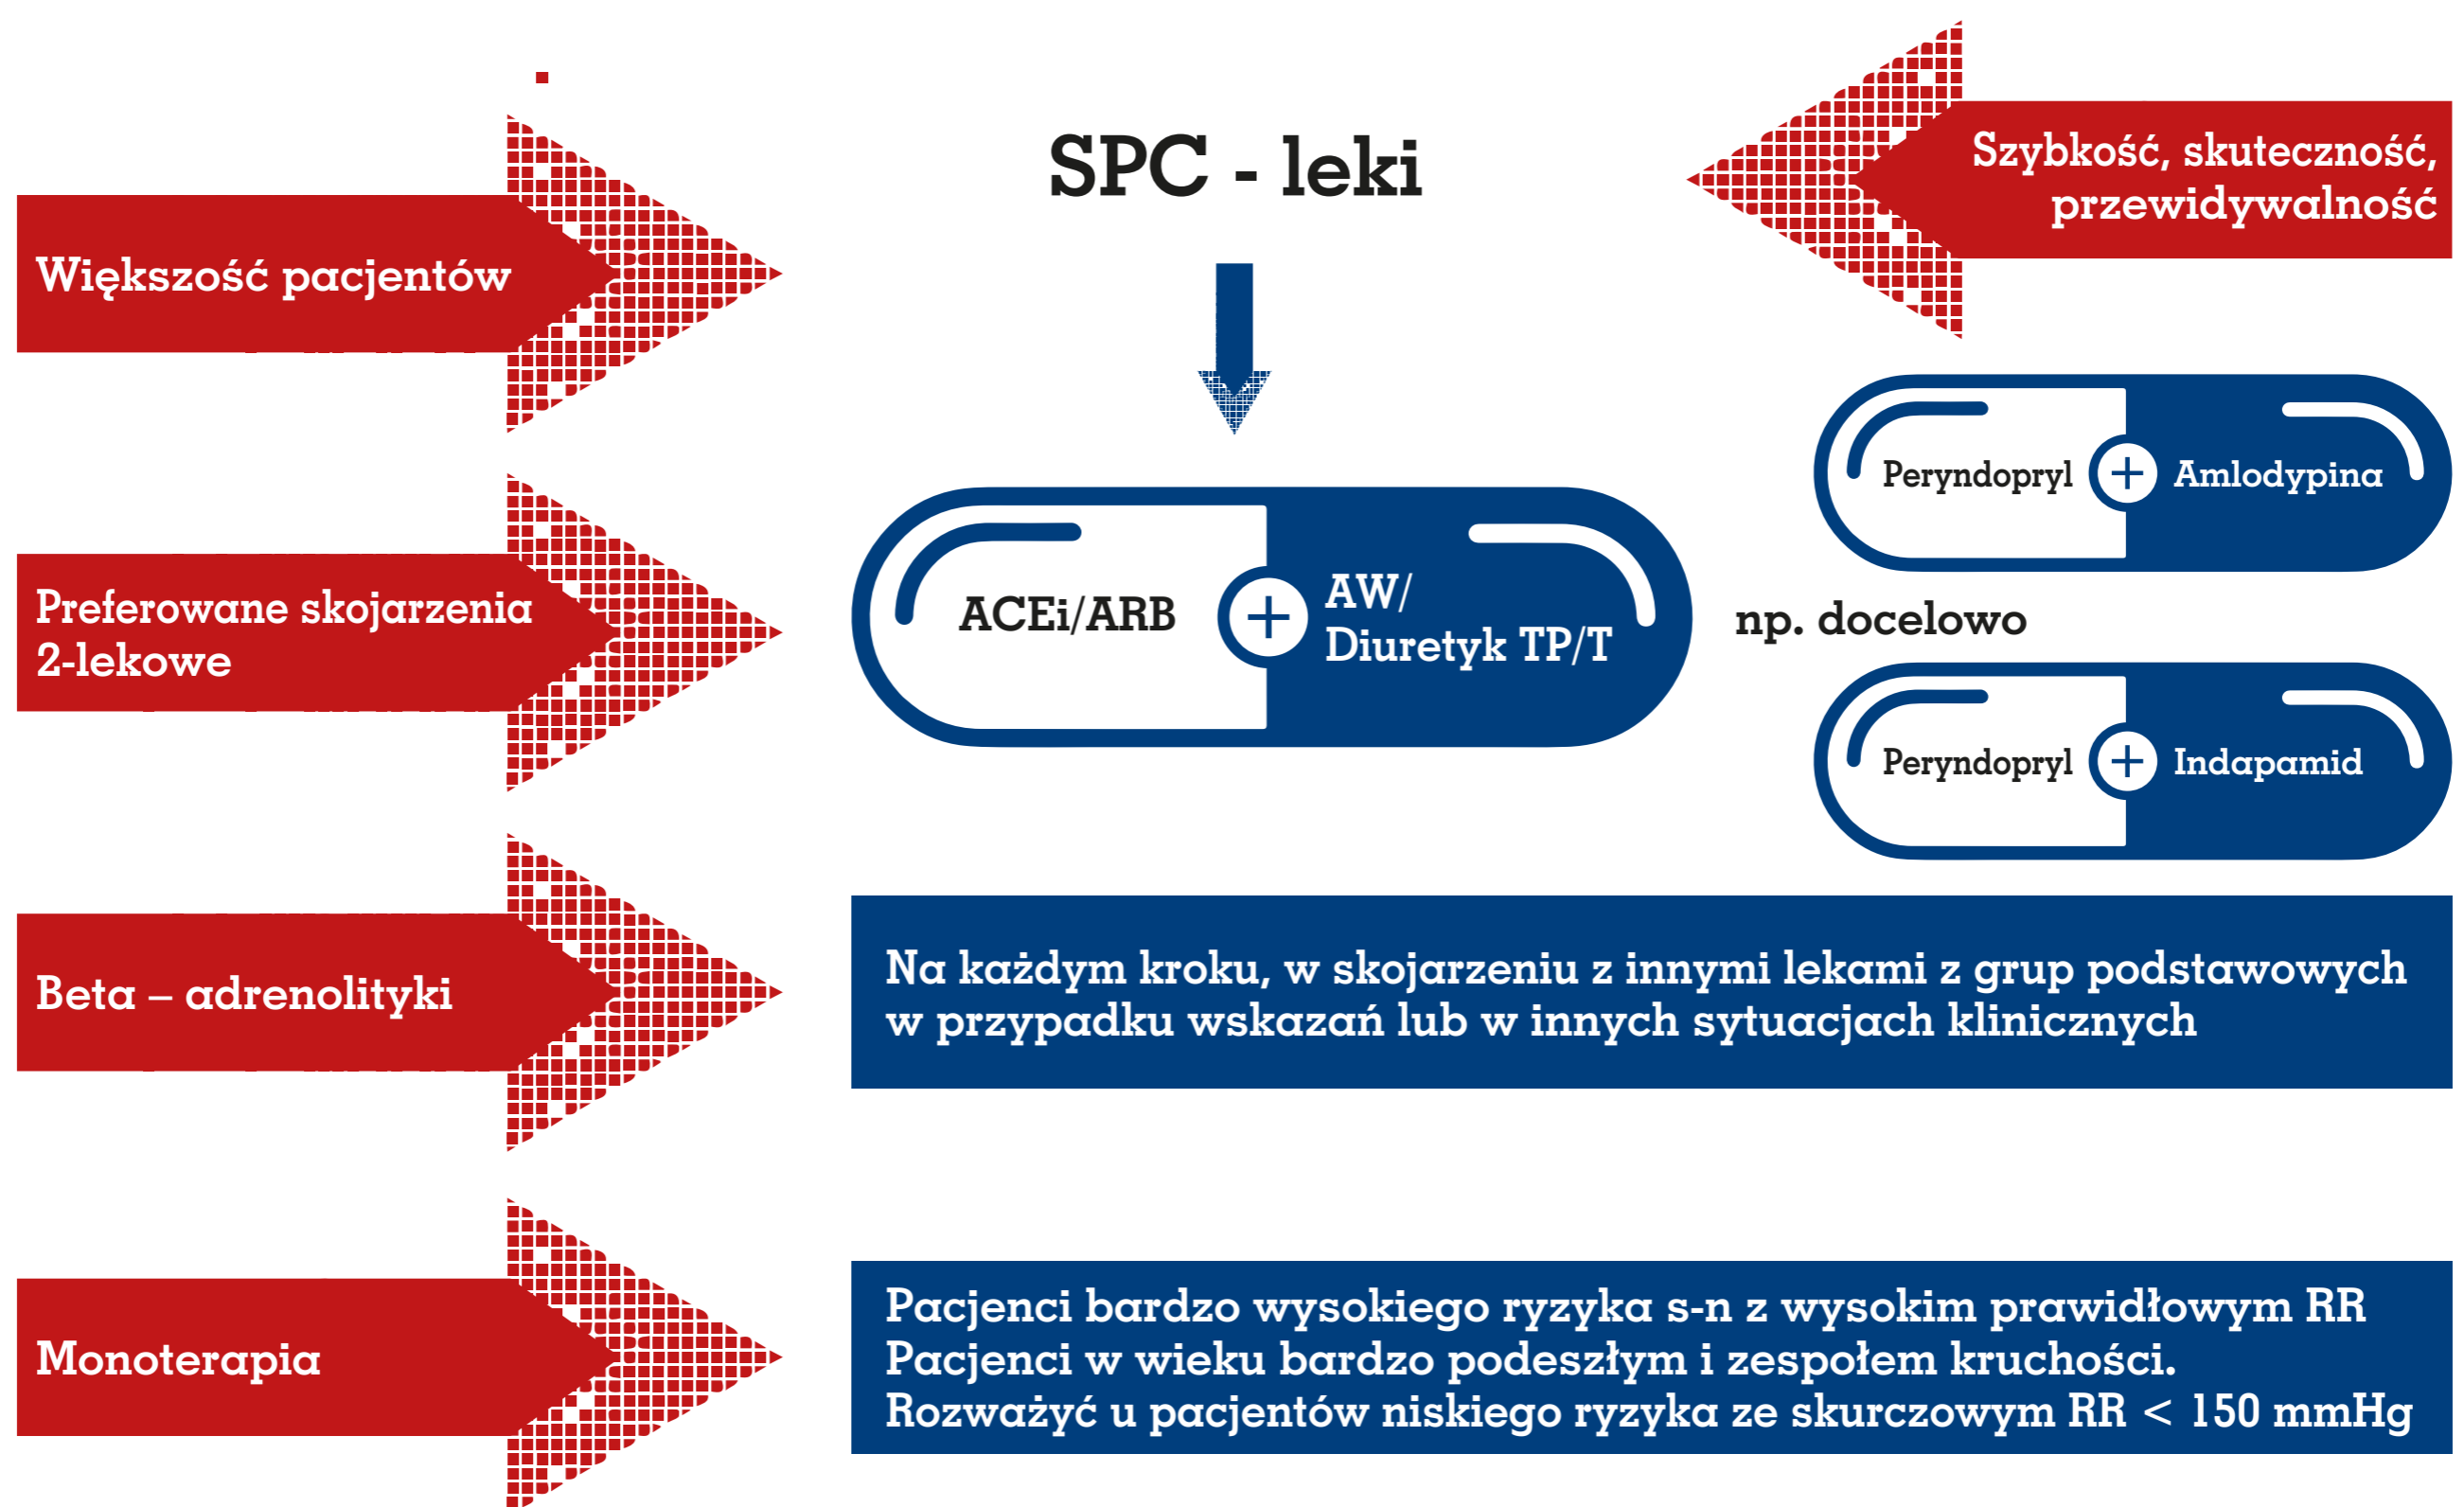 SPC - leki
Szybkość, skuteczność,
przewidywalność
Większość pacjentów
Preferowane skojarzenia
2-lekowe
ACEi/ARB
+
AW/
Diuretyk TP/T
np. docelowo
Peryndopryl + Amlodypina
Peryndopryl + Indapamid
Beta – adrenolityki
Na każdym kroku, w skojarzeniu z innymi lekami z grup podstawowych
w przypadku wskazań lub w innych sytuacjach klinicznych
Monoterapia
Pacjenci bardzo wysokiego ryzyka s-n z wysokim prawidłowym RR
Pacjenci w wieku bardzo podeszłym i zespołem kruchości.
Rozważyć u pacjentów niskiego ryzyka ze skurczowym RR < 150 mmHg